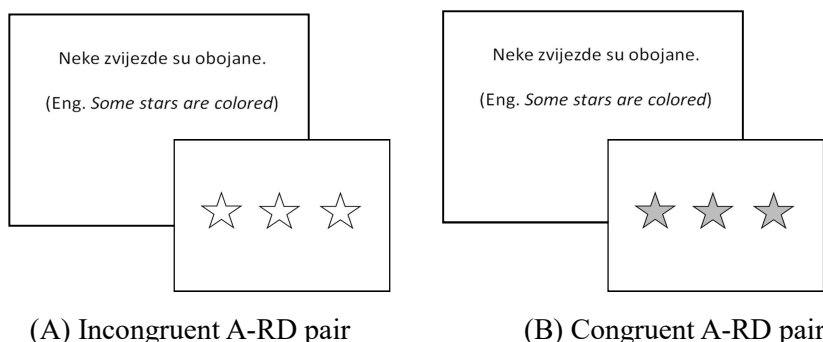 Neke zvijezde su obojane.
(Eng. Some stars are colored)
Neke zvijezde su obojane.
(Eng. Some stars are colored)
(A) Incongruent A-RD pair
(B) Congruent A-RD pair